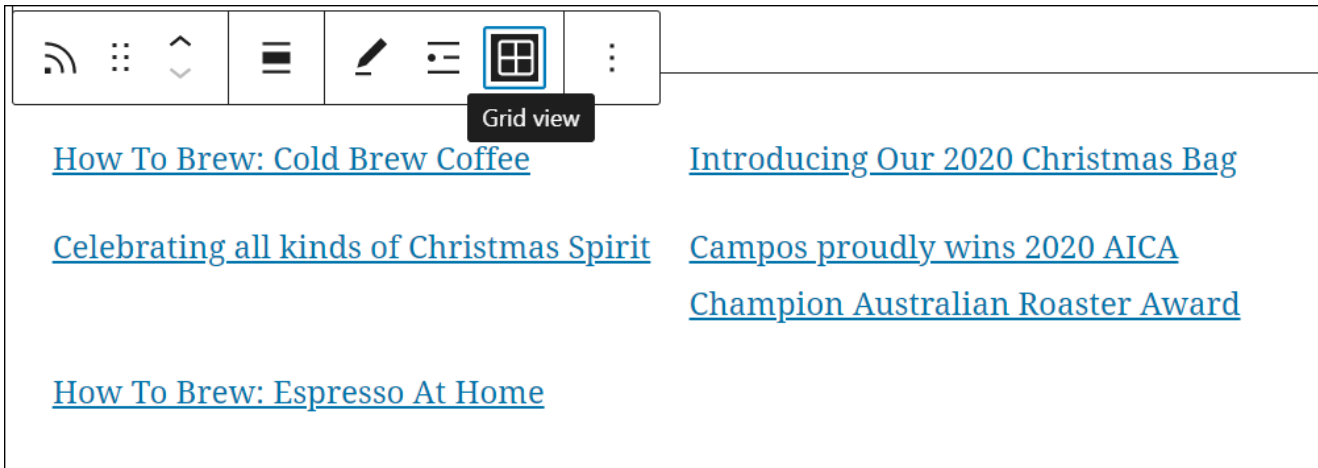 Grid view
How To Brew: Cold Brew Coffee
Introducing Our 2020 Christmas Bag
Celebrating all kinds of Christmas Spirit
Campos proudly wins 2020 AICA
Champion Australian Roaster Award
How To Brew: Espresso At Home